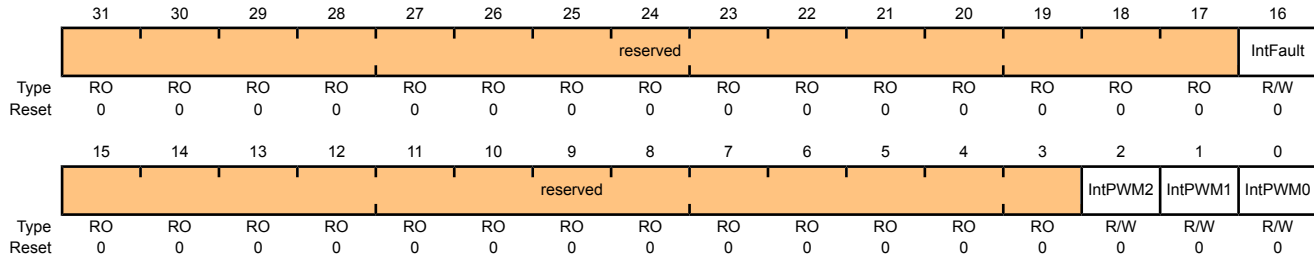 31 30 29 28 27 26 25 24 23 22 21 20 19 18 17 16
reserved IntFault
Type RO RO RO RO RO RO RO RO RO RO RO RO RO RO RO R/W
Reset 0 0 0 0 0 0 0 0 0 0 0 0 0 0 0 0
15 14 13 12 11 10 9 8 7 6 5 4 3 2 1 0
reserved IntPWM2 IntPWM1 IntPWM0
Type RO RO RO RO RO RO RO RO RO RO RO RO RO R/W R/W R/W
Reset 0 0 0 0 0 0 0 0 0 0 0 0 0 0 0 0